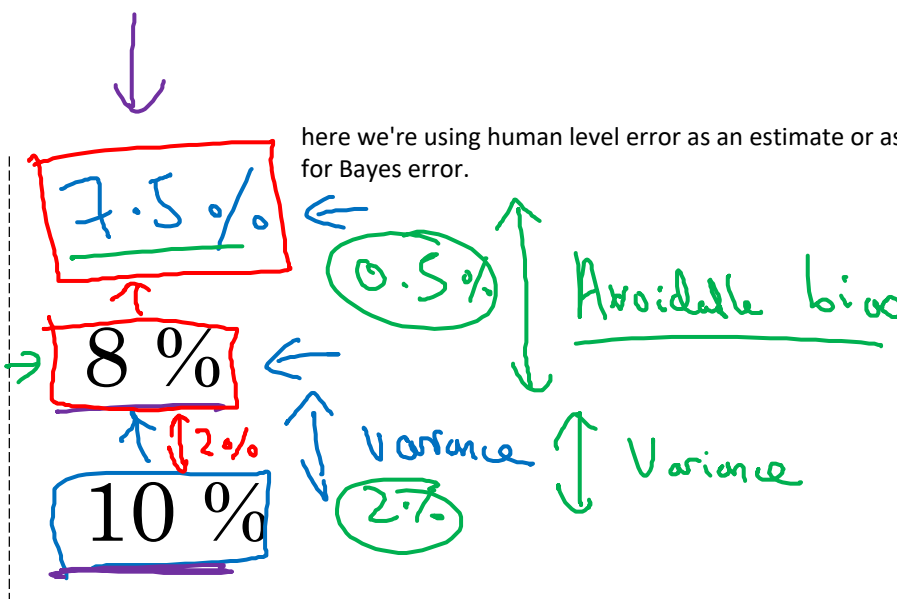 here we're using human level error as an estimate or as
for Bayes error.
7.5 %
0.5 %
Avoidable bias
8 %
2 %
Variance
Variance
10 %
2 %